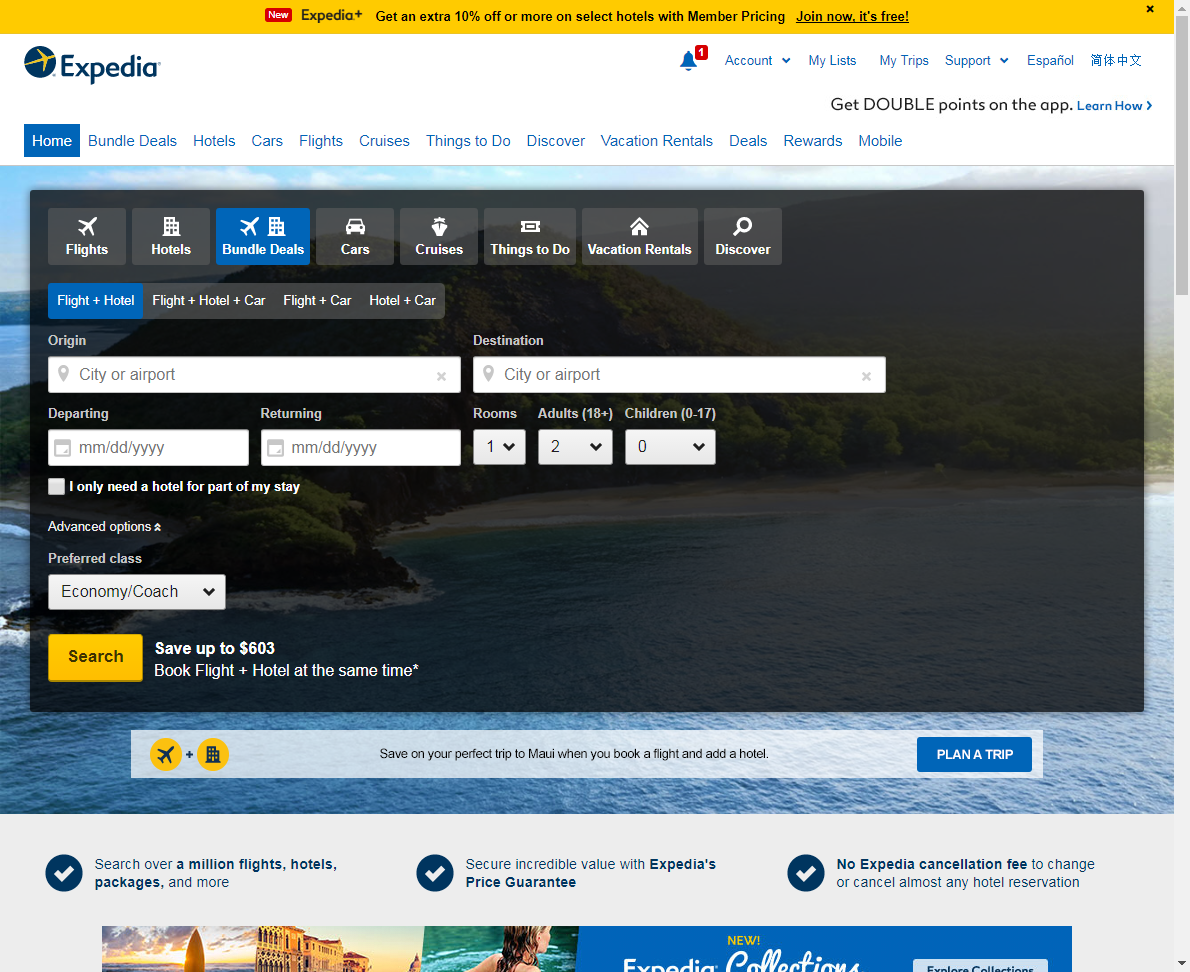 New Expedia+ Get an extra 10% off or more on select hotels with Member Pricing Join now, it's free!
Expedia
1 Account My Lists My Trips Support Español 简体中文
Get DOUBLE points on the app. Learn How
Home Bundle Deals Hotels Cars Flights Cruises Things to Do Discover Vacation Rentals Deals Rewards Mobile
Flights Hotels Bundle Deals Cars Cruises Things to Do Vacation Rentals Discover
Flight + Hotel Flight + Hotel + Car Flight + Car Hotel + Car
Origin Destination
City or airport City or airport
Departing Returning Rooms Adults (18+) Children (0-17)
mm/dd/yyyy mm/dd/yyyy 1 2 0
I only need a hotel for part of my stay
Advanced options
Preferred class
Economy/Coach
Search Save up to $603
Book Flight + Hotel at the same time*
+ Save on your perfect trip to Maui when you book a flight and add a hotel. PLAN A TRIP
Search over a million flights, hotels,
packages, and more
Secure incredible value with Expedia's
Price Guarantee
No Expedia cancellation fee to change
or cancel almost any hotel reservation
NEW!
Expedia Collections Explore Collections